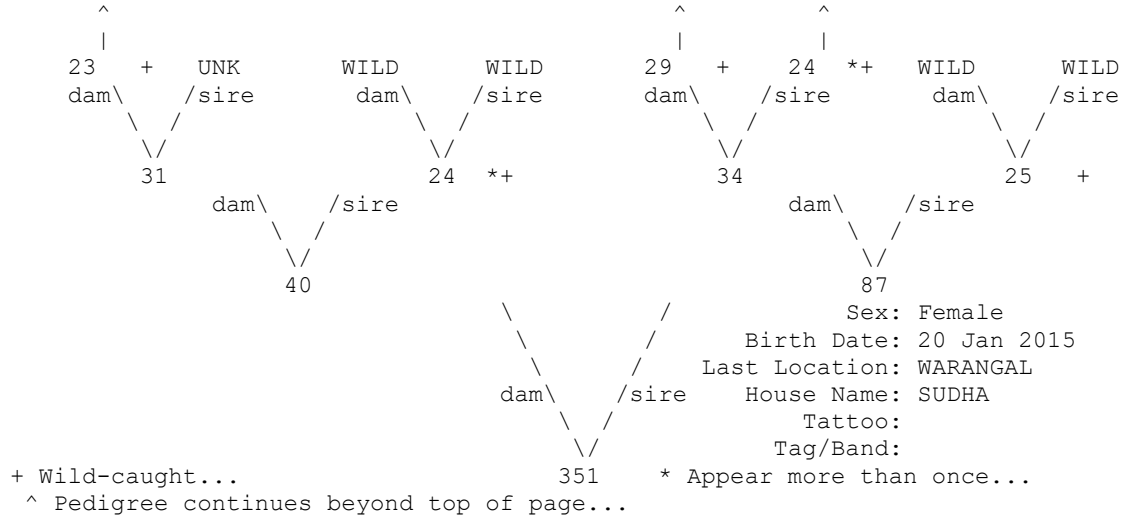 ^ ^ ^
| | |
23 + UNK WILD WILD 29 + 24 *+ WILD WILD
dam\ /sire dam\ /sire dam\ /sire dam\ /sire
\ / \ / \ / \ /
\/ \/ \/ \/
31 24 *+ 34 25 +
dam\ /sire dam\ /sire
\ / \ /
\/ \/
40 87
\ / Sex: Female
\ / Birth Date: 20 Jan 2015
\ / Last Location: WARANGAL
dam\ /sire House Name: SUDHA
\ / Tattoo:
\/ Tag/Band:
+ Wild-caught... 351 * Appear more than once...
^ Pedigree continues beyond top of page...